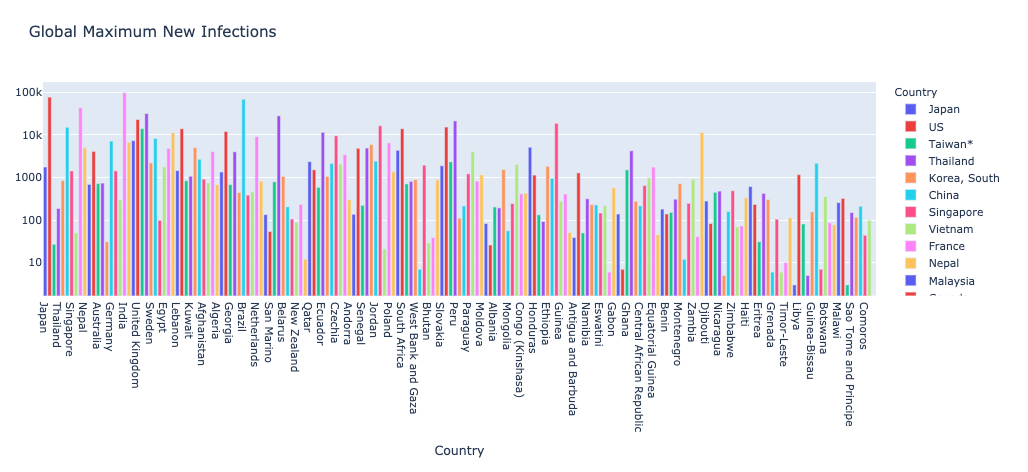 Global Maximum New Infections
Country
100k
10k
1000
100
10
Japan
US
Taiwan*
Thailand
Korea, South
China
Singapore
Vietnam
France
Nepal
Malaysia
Japan
Thailand
Singapore
Nepal
Australia
Germany
India
United Kingdom
Sweden
Egypt
Lebanon
Kuwait
Afghanistan
Algeria
Georgia
Brazil
Netherlands
San Marino
Belarus
New Zealand
Qatar
Ecuador
Czechia
Andorra
Senegal
Jordan
Poland
South Africa
West Bank and Gaza
Bhutan
Slovakia
Peru
Paraguay
Moldova
Albania
Mongolia
Congo (Kinshasa)
Honduras
Ethiopia
Guinea
Antigua and Barbuda
Namibia
Eswatini
Gabon
Ghana
Central African Republic
Equatorial Guinea
Benin
Montenegro
Zambia
Djibouti
Nicaragua
Zimbabwe
Haiti
Eritrea
Grenada
Timor-Leste
Libya
Guinea-Bissau
Botswana
Malawi
Sao Tome and Principe
Comoros
Country